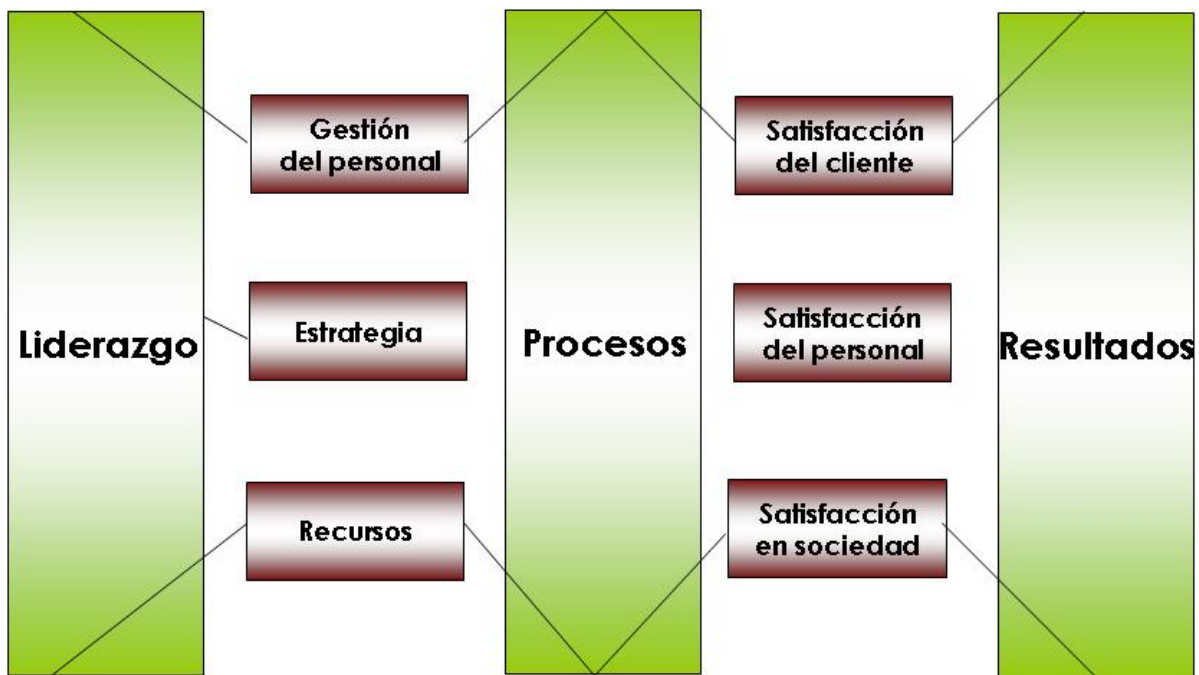 Liderazgo
Gestión
del personal
Estrategia
Recursos
Procesos
Satisfacción
del cliente
Satisfacción
del personal
Satisfacción
en sociedad
Resultados